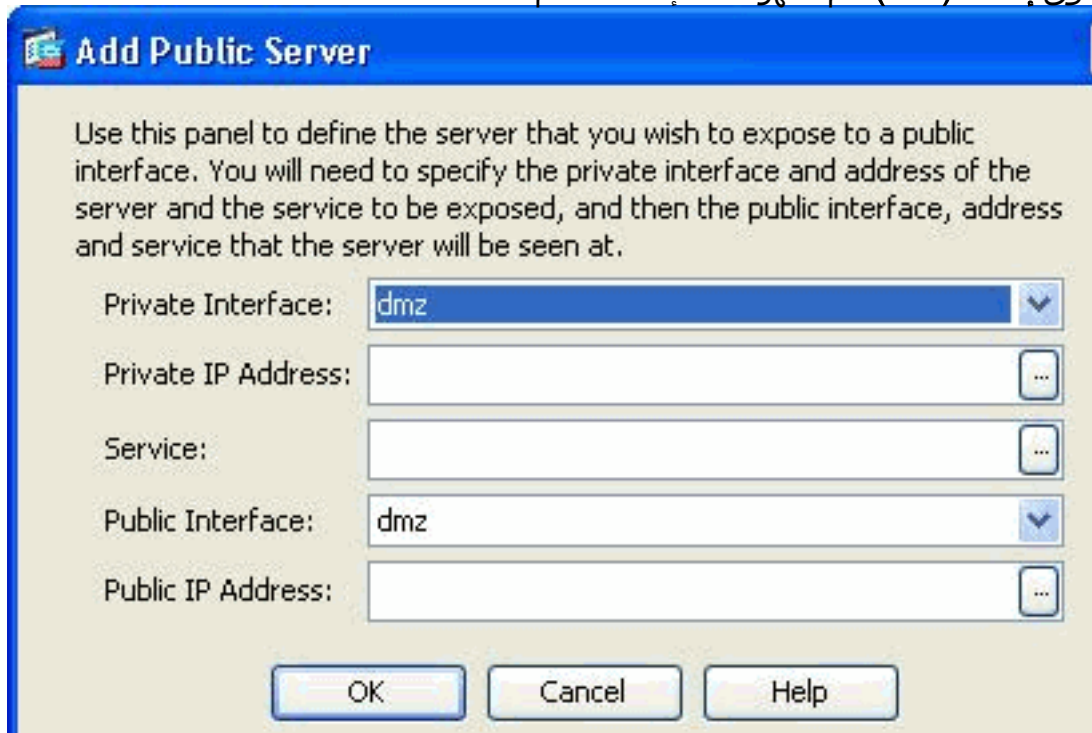 Add Public Server
Use this panel to define the server that you wish to expose to a public
interface. You will need to specify the private interface and address of the
server and the service to be exposed, and then the public interface, address
and service that the server will be seen at.
Private Interface: dmz
Private IP Address: ...
Service: ...
Public Interface: dmz
Public IP Address: ...
OK Cancel Help